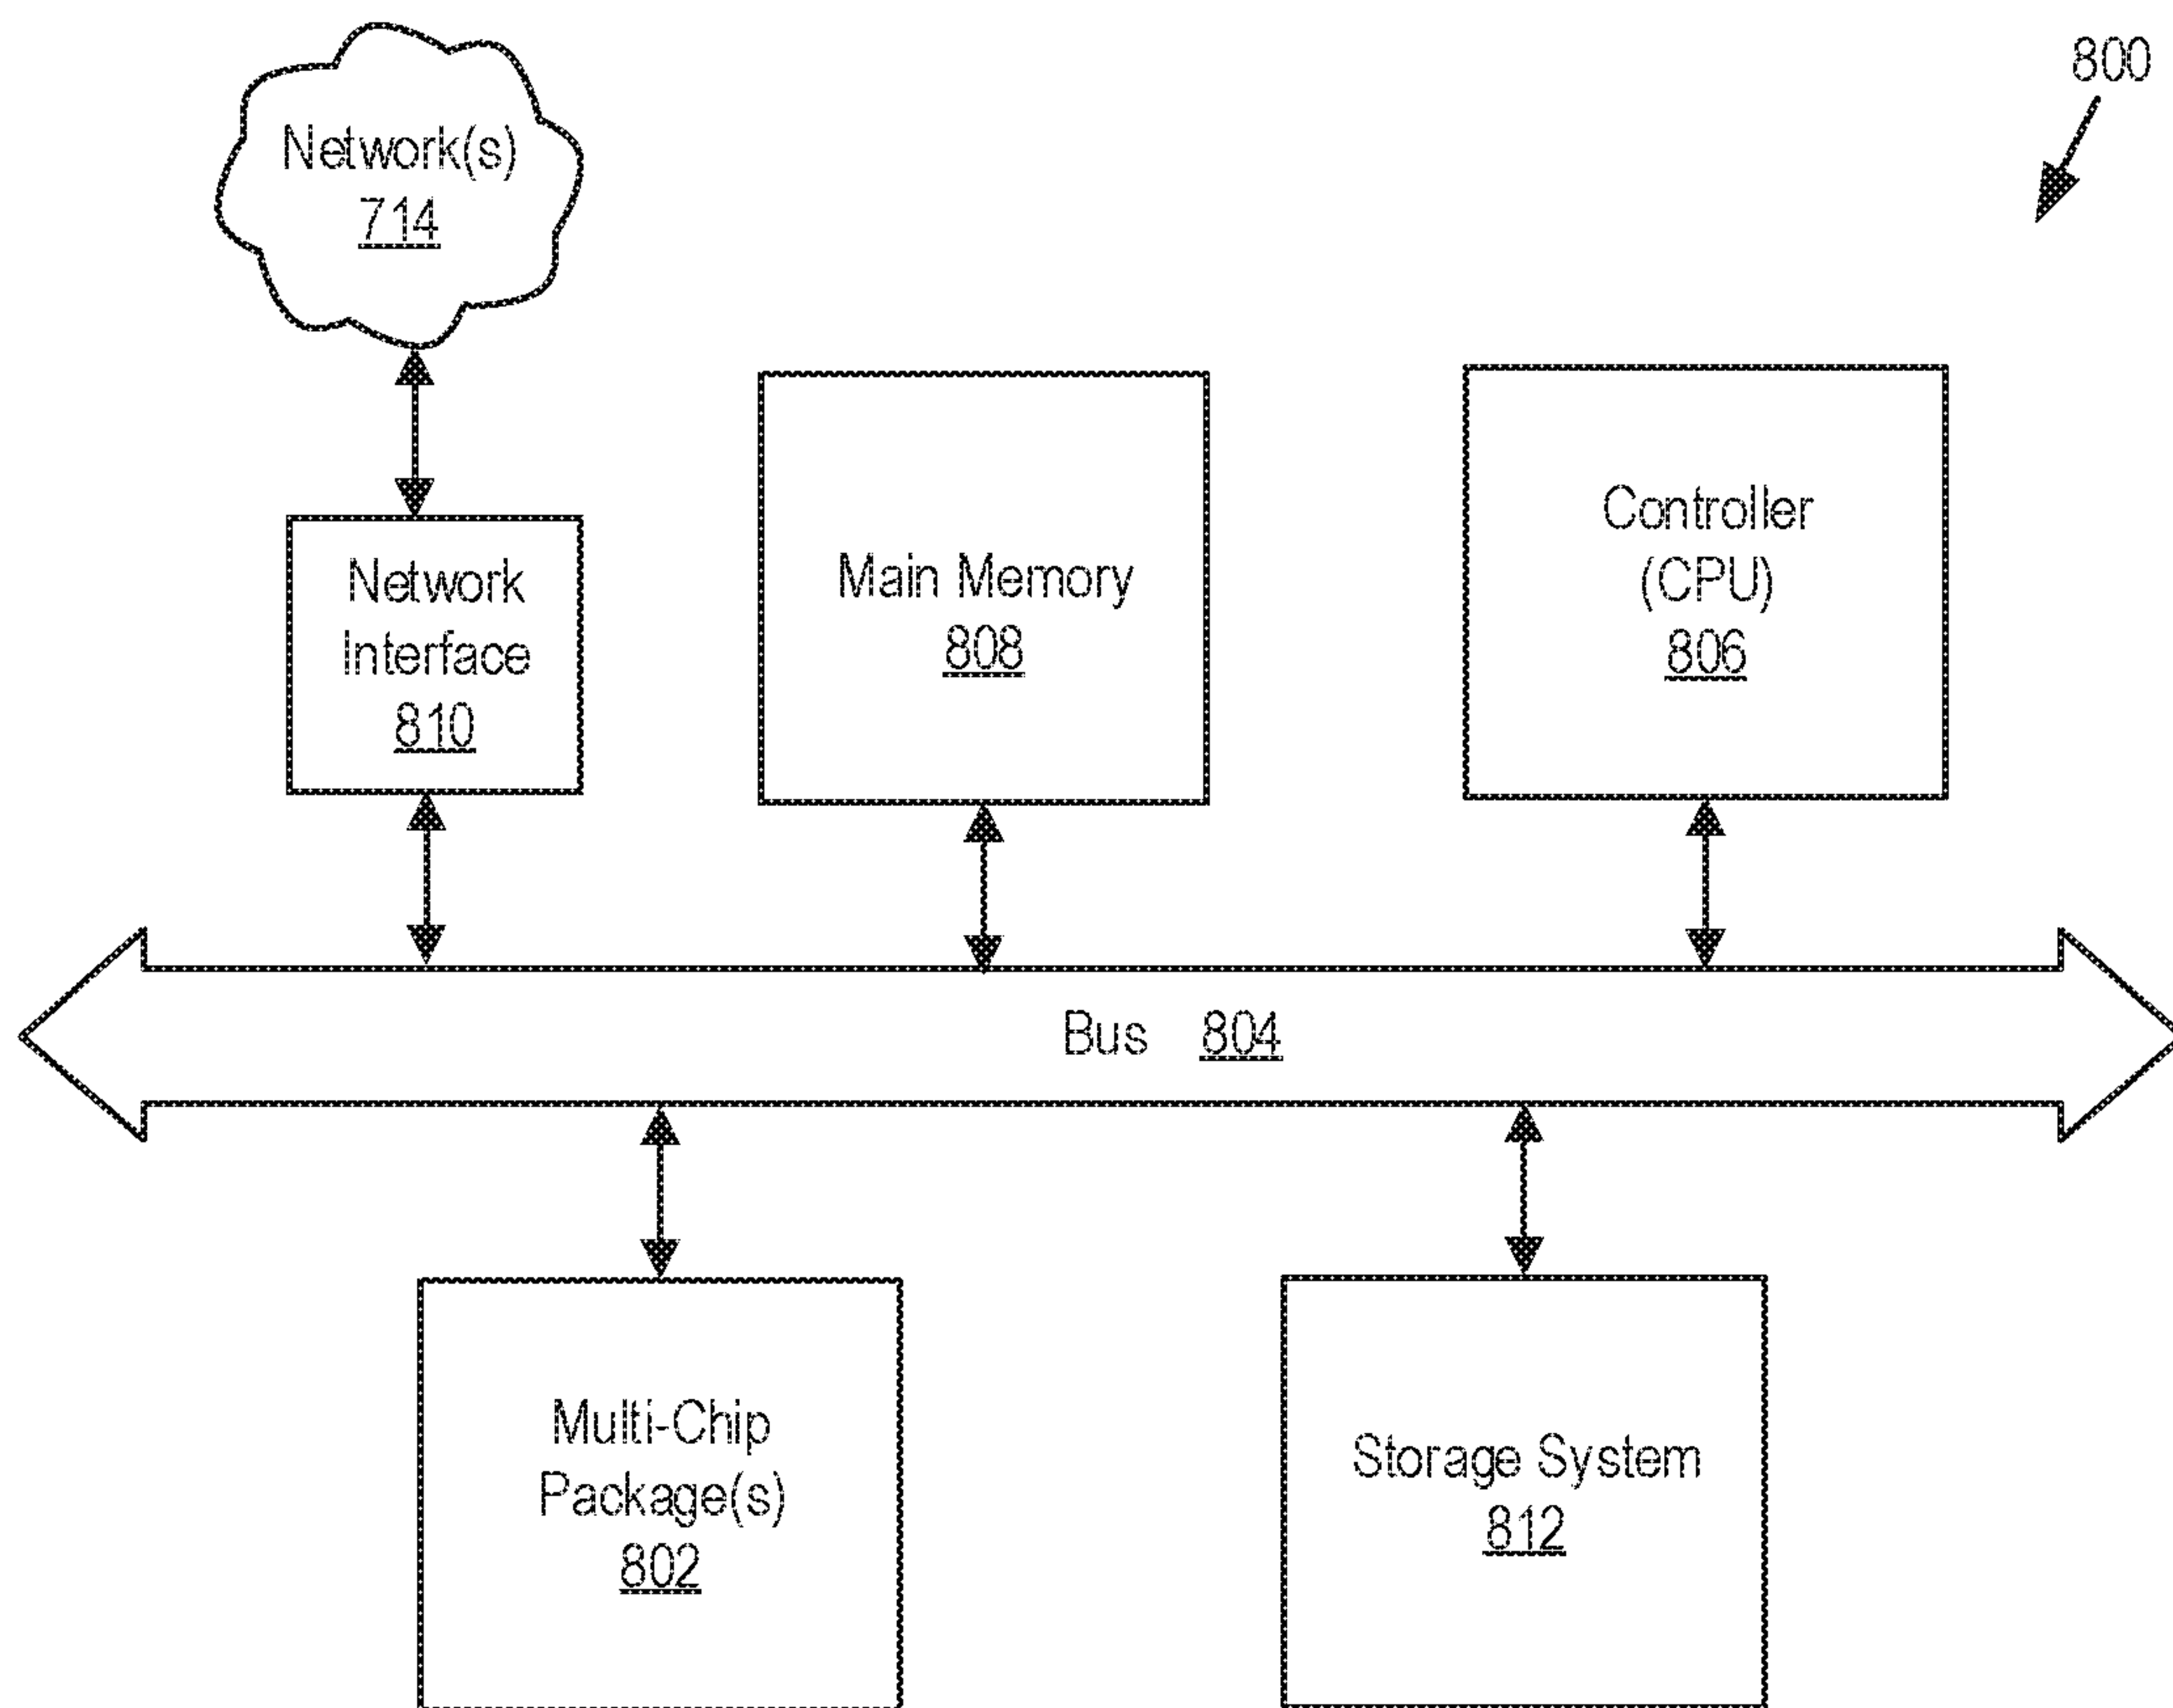 800
Network(s)
714
Network
Interface
810
Main Memory
808
Controller
(CPU)
806
Bus 804
Multi-Chip
Package(s)
802
Storage System
812